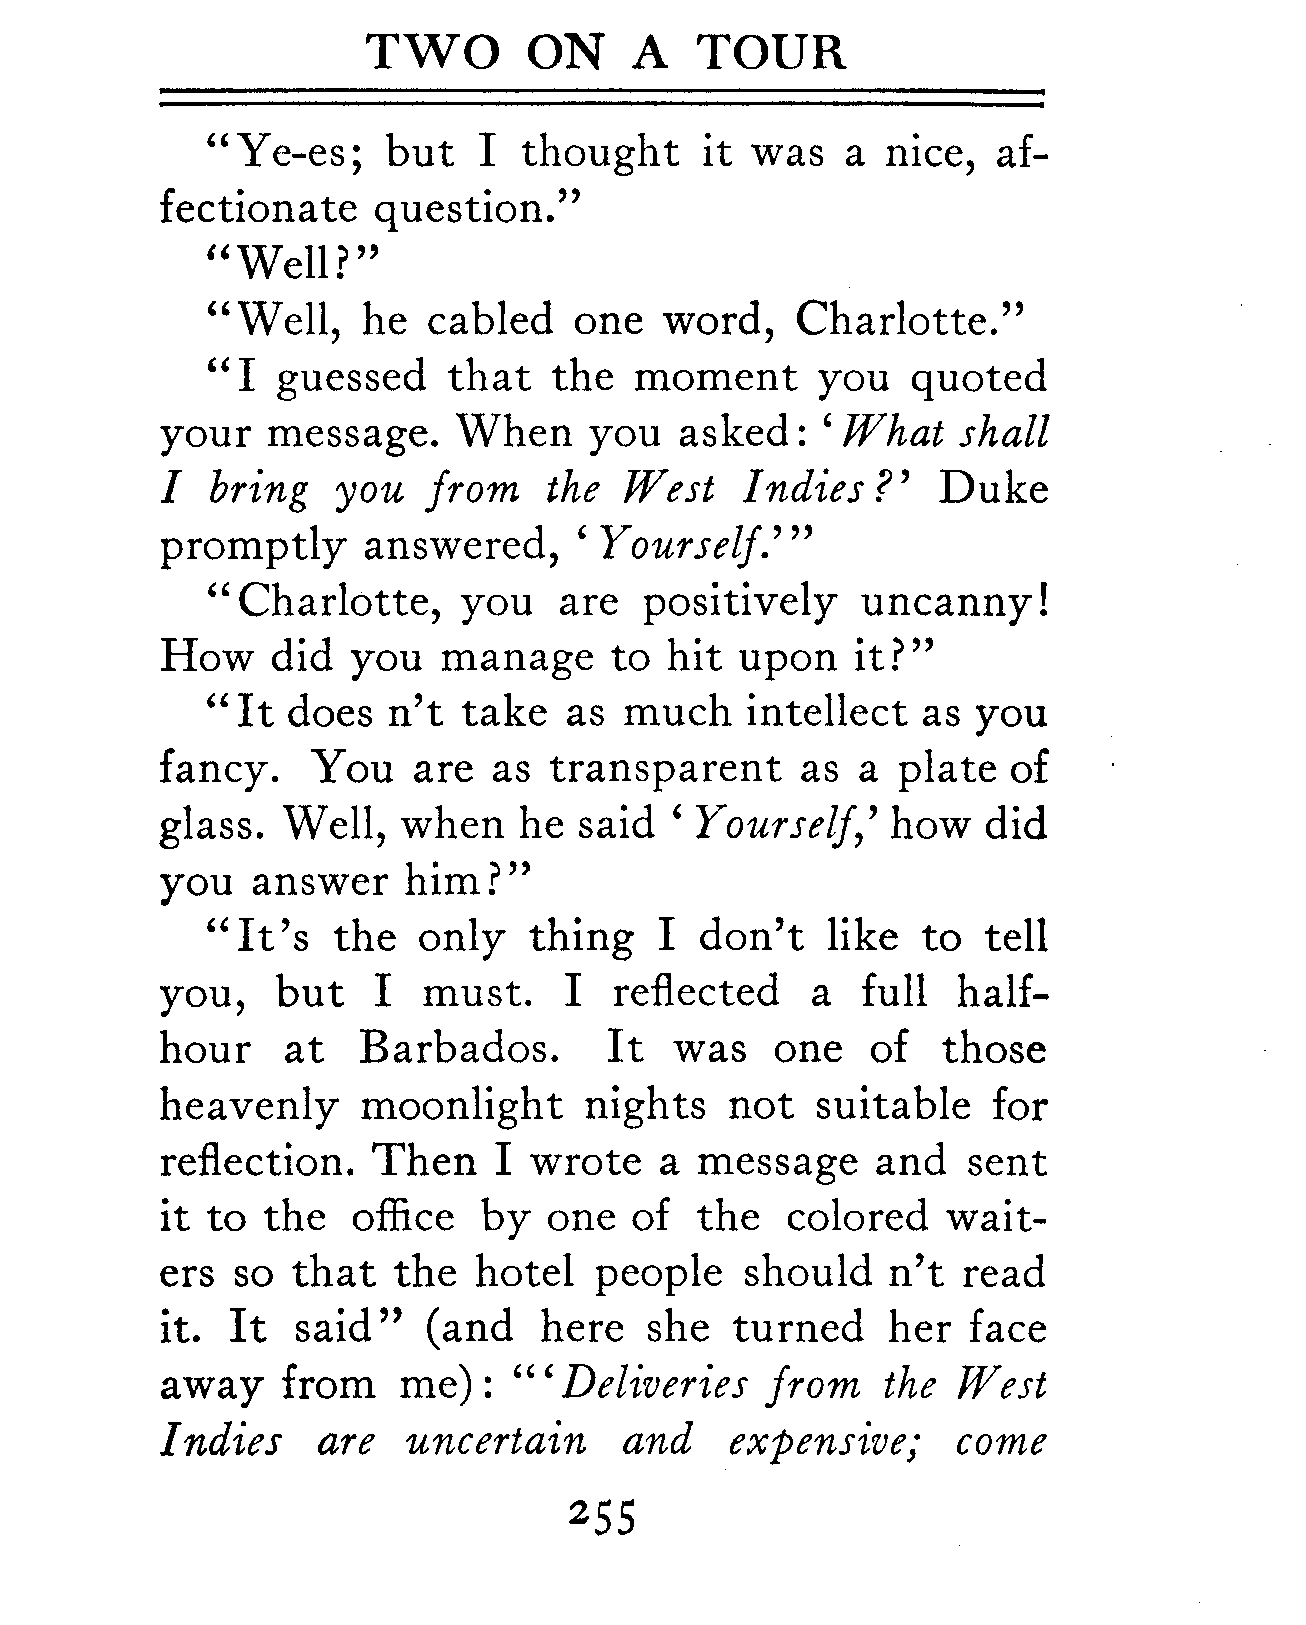 TWO ON A TOUR
"Ye-es; but I thought it was a nice, af-
fectionate question."
"Well?"
"Well, he cabled one word, Charlotte."
"I guessed that the moment you quoted
your message. When you asked: 'What shall
I bring you from the West Indies?' Duke
promptly answered, 'Yourself.'"
"Charlotte, you are positively uncanny!
How did you manage to hit upon it?"
"It does n't take as much intellect as you
fancy. You are as transparent as a plate of
glass. Well, when he said 'Yourself,' how did
you answer him?"
"It's the only thing I don't like to tell
you, but I must. I reflected a full half-
hour at Barbados. It was one of those
heavenly moonlight nights not suitable for
reflection. Then I wrote a message and sent
it to the office by one of the colored wait-
ers so that the hotel people should n't read
it. It said" (and here she turned her face
away from me): "'Deliveries from the West
Indies are uncertain and expensive; come
255